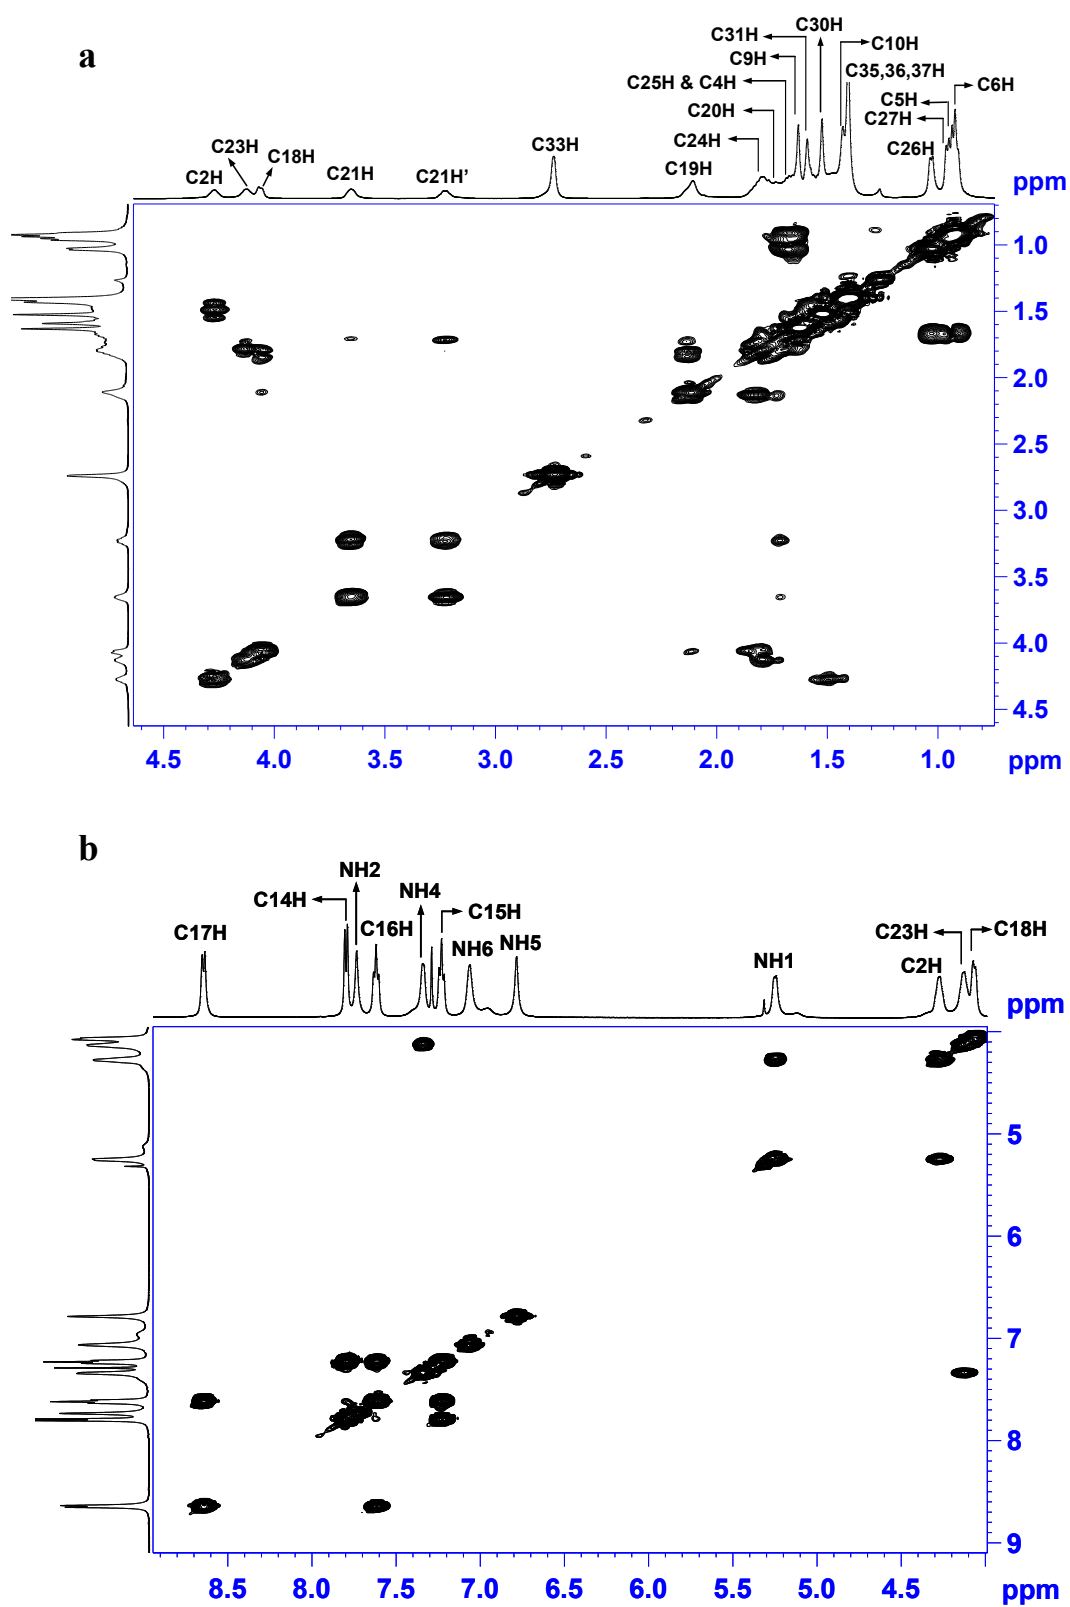 a
C30H
C31H
C10H
C9H
C35,36,37H
C25H & C4H
C6H
C5H
C20H
C27H
C24H
C26H
C23H
C18H
C33H
C2H
C21H
C21H'
C19H
ppm
1.0
1.5
2.0
2.5
3.0
3.5
4.0
4.5
4.5 4.0 3.5 3.0 2.5 2.0 1.5 1.0 ppm
b
NH2
C14H
NH4
C15H
C16H
C17H
NH6
NH5
NH1
C23H
C18H
C2H
ppm
5
6
7
8
9
8.5 8.0 7.5 7.0 6.5 6.0 5.5 5.0 4.5 ppm